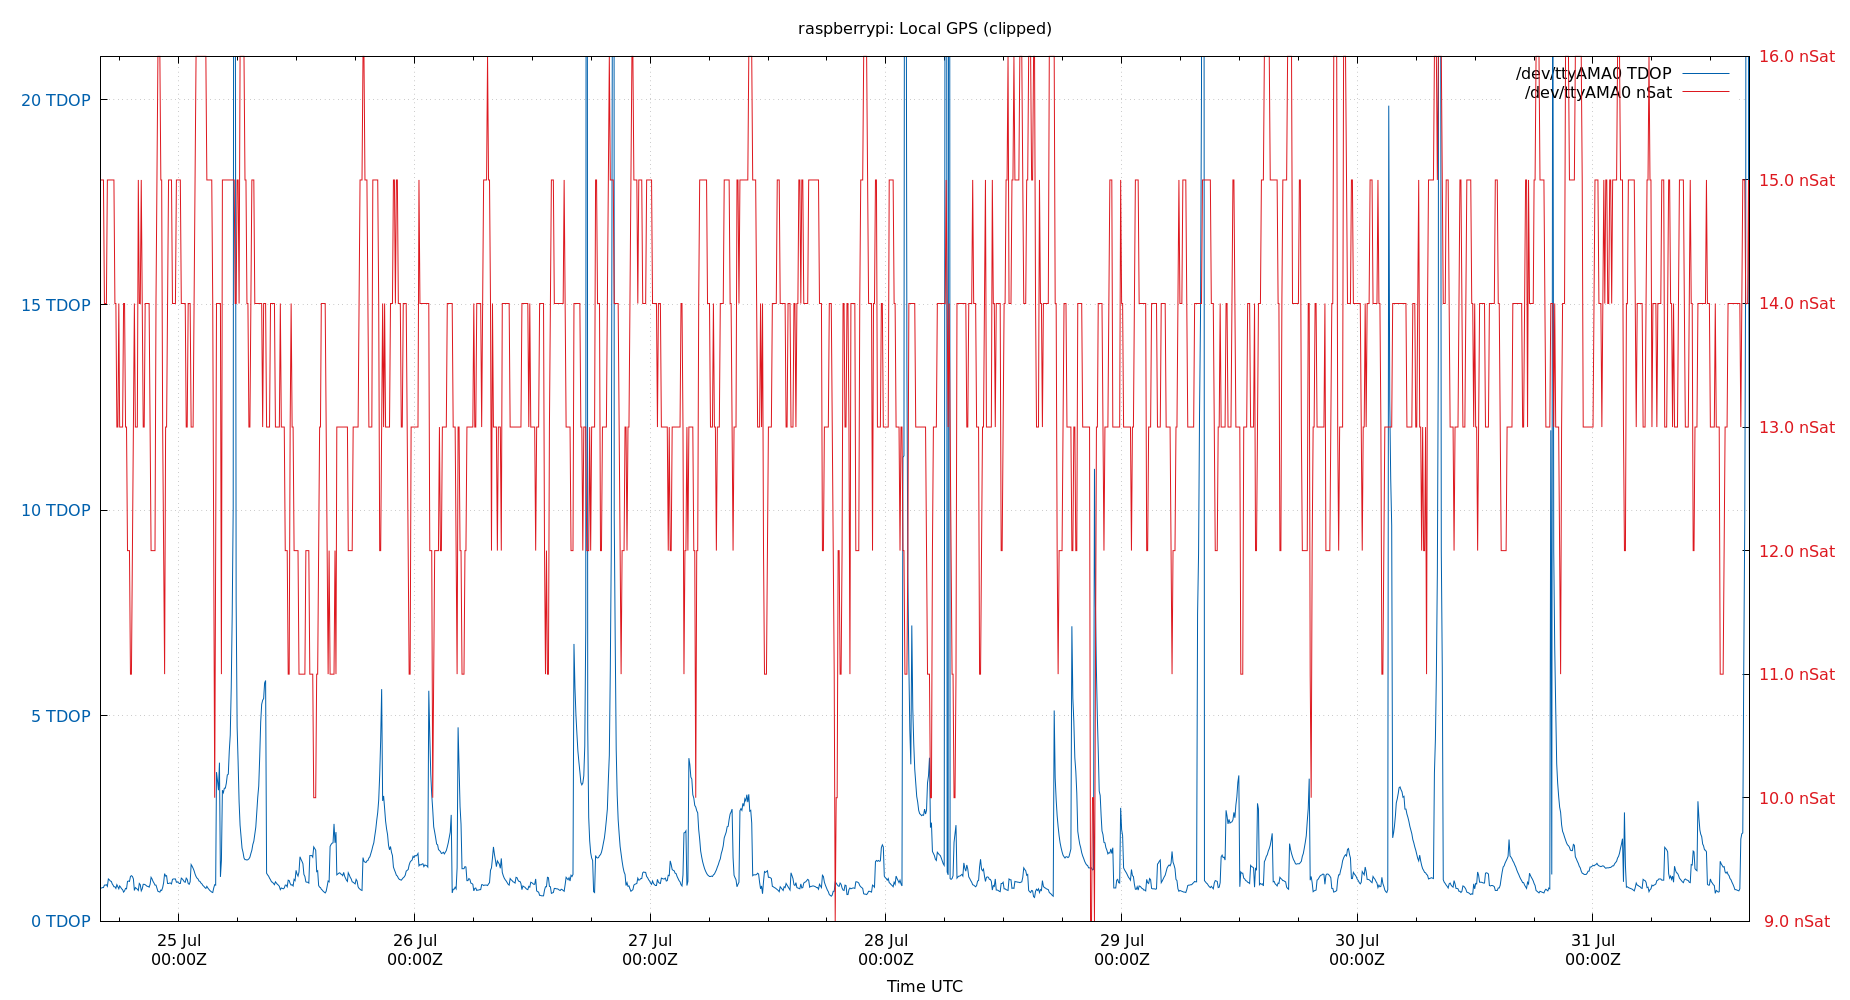 raspberrypi: Local GPS (clipped)
16.0 nSat
/dev/ttyAMA0 TDOP
/dev/ttyAMA0 nSat
20 TDOP
15.0 nSat
15 TDOP
14.0 nSat
13.0 nSat
10 TDOP
12.0 nSat
11.0 nSat
5 TDOP
10.0 nSat
0 TDOP
9.0 nSat
25 Jul
00:00Z
26 Jul
00:00Z
27 Jul
00:00Z
28 Jul
00:00Z
29 Jul
00:00Z
30 Jul
00:00Z
31 Jul
00:00Z
Time UTC